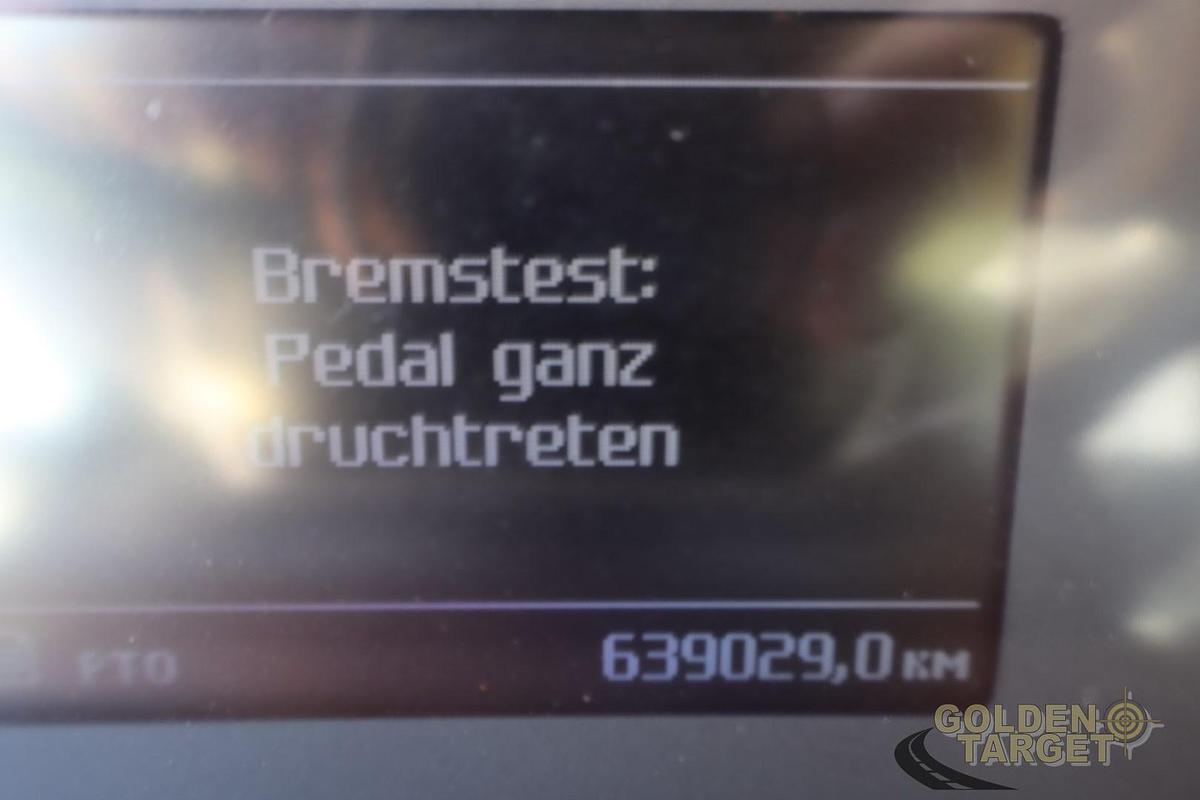 Bremstest:
Pedal ganz
druchtreten
PTO
639029,0 KM
GOLDEN
TARGET